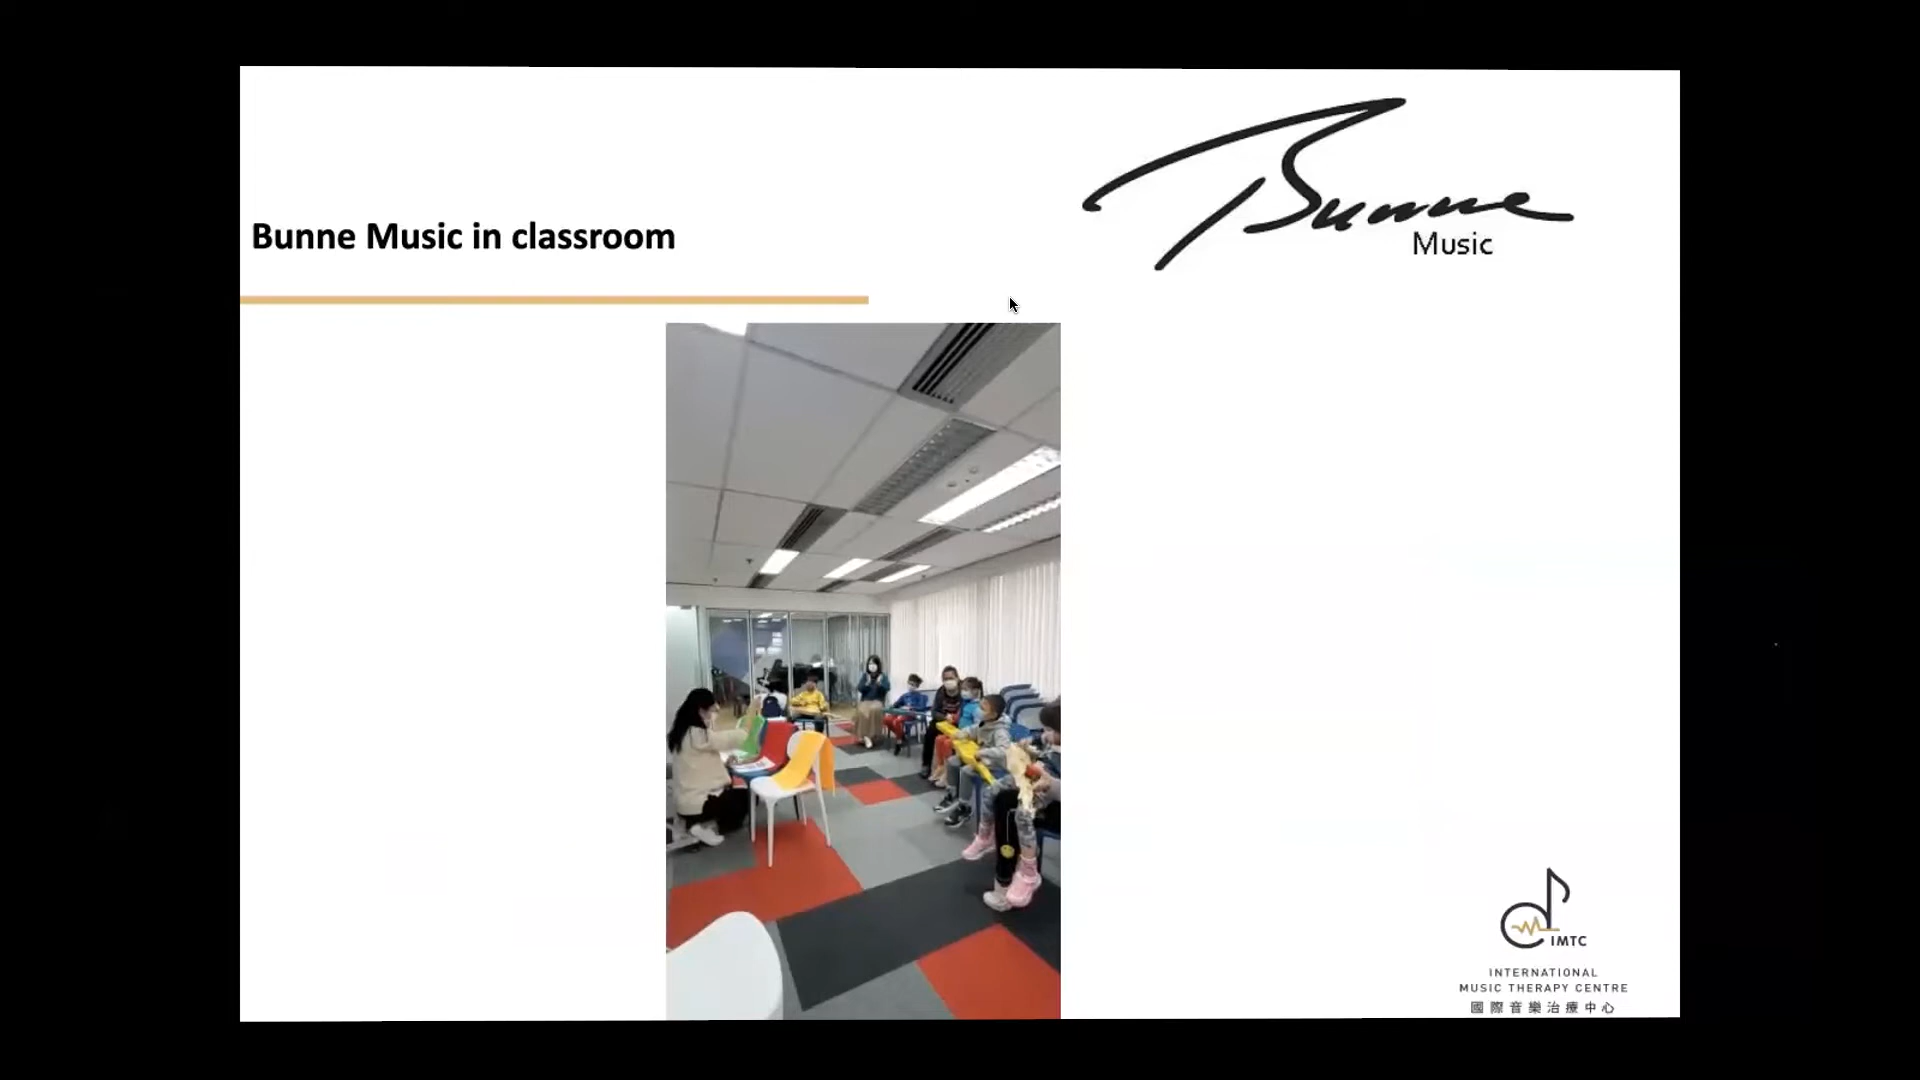 Bunne
Music
Bunne Music in classroom
IMTC
INTERNATIONAL
MUSIC THERAPY CENTRE
國際音樂治療中心